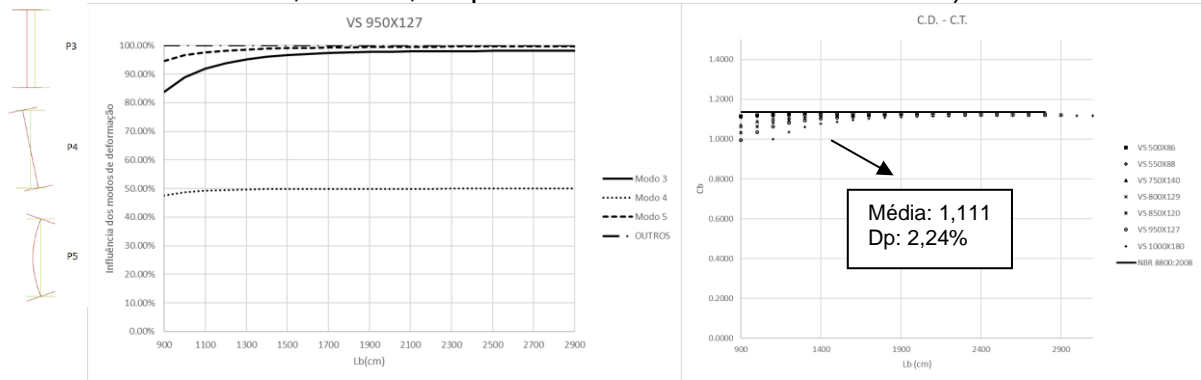 P3
P4
P5
VS 950X127
Influência dos modos de deformação
100.00%
90.00%
80.00%
70.00%
60.00%
50.00%
40.00%
30.00%
20.00%
10.00%
0.00%
900 1100 1300 1500 1700 1900 2100 2300 2500 2700 2900
Lb(cm)
Modo 3
Modo 4
Modo 5
OUTROS
C.D. - C.T.
Cb
1.4000
1.2000
1.0000
0.8000
0.6000
0.4000
0.2000
0.0000
900 1400 1900 2400 2900
Lb (cm)
Média: 1,111
Dp: 2,24%
VS 500X86
VS 550X88
VS 750X140
VS 800X129
VS 850X120
VS 950X127
VS 1000X180
NBR 8800:2008